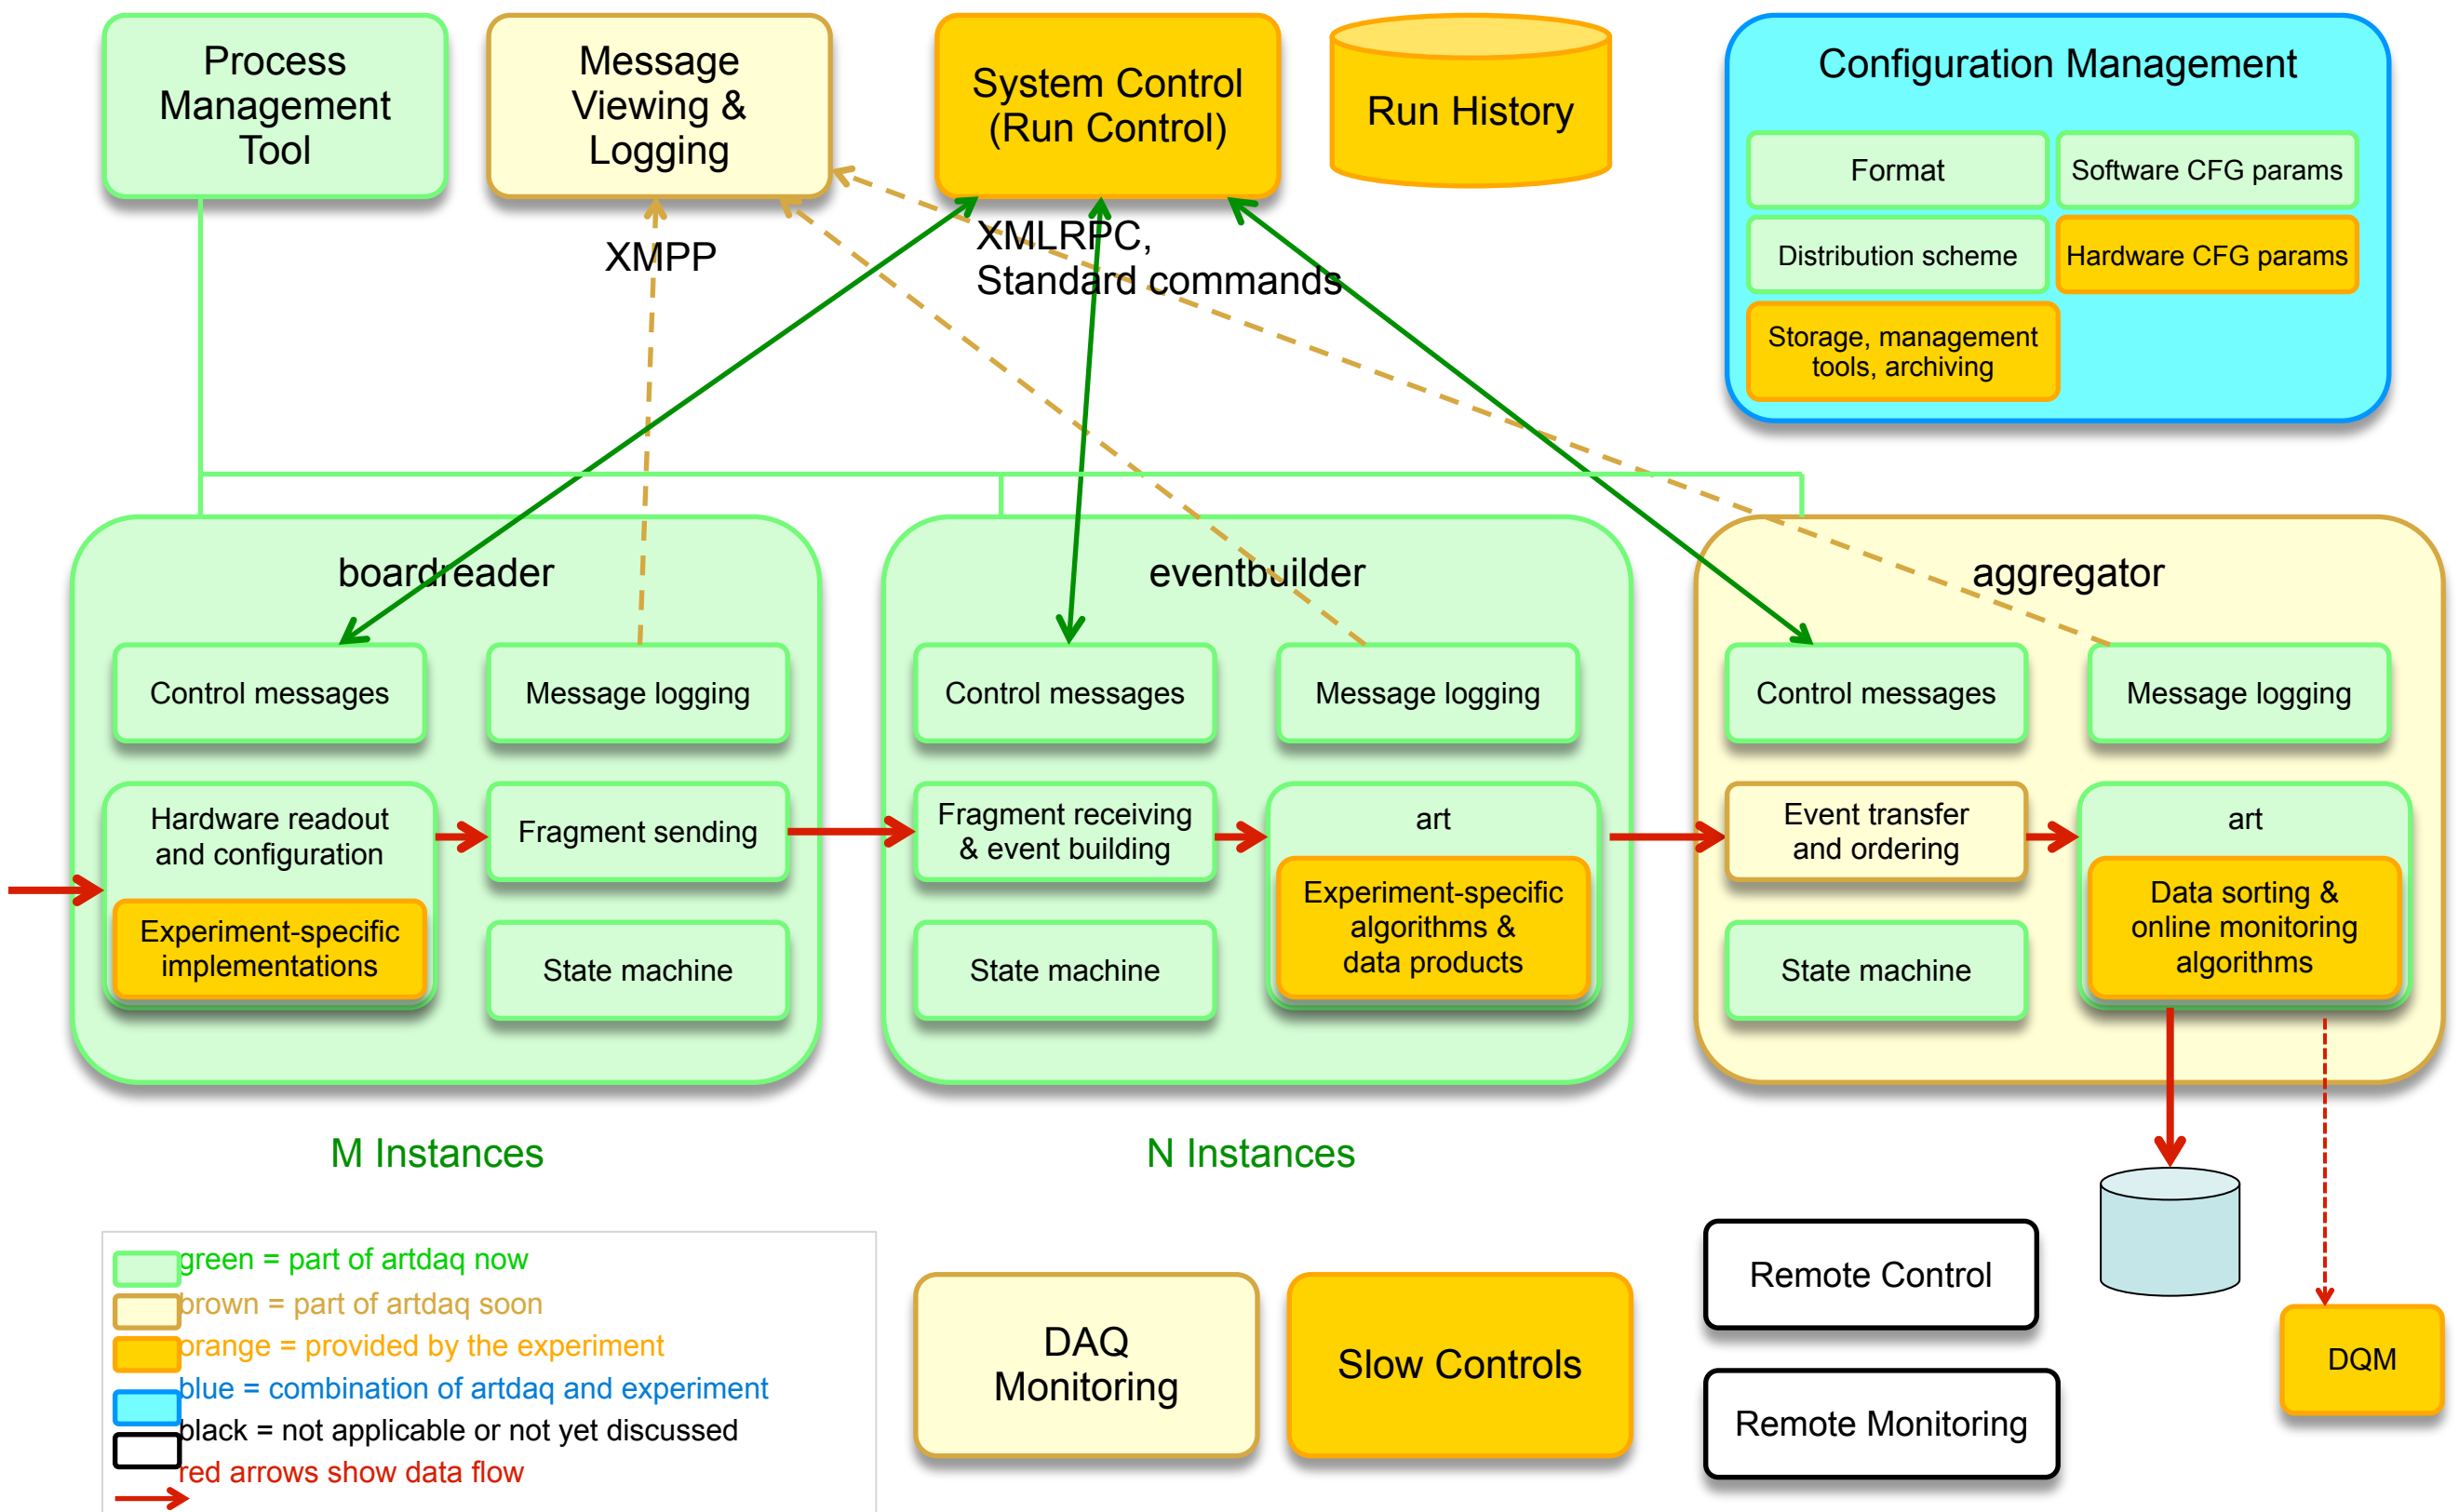 Process
Management
Tool
Message
Viewing &
Logging
System Control
(Run Control)
Run History
Configuration Management
Format
Software CFG params
Distribution scheme
Hardware CFG params
Storage, management
tools, archiving
XMPP
XMLRPC,
Standard commands
boardreader
Control messages
Message logging
Hardware readout
and configuration
Experiment-specific
implementations
Fragment sending
State machine
eventbuilder
Control messages
Message logging
Fragment receiving
& event building
State machine
art
Experiment-specific
algorithms &
data products
aggregator
Control messages
Message logging
Event transfer
and ordering
State machine
art
Data sorting &
online monitoring
algorithms
M Instances
N Instances
green = part of artdaq now
brown = part of artdaq soon
orange = provided by the experiment
blue = combination of artdaq and experiment
black = not applicable or not yet discussed
red arrows show data flow
DAQ
Monitoring
Slow Controls
Remote Control
Remote Monitoring
DQM